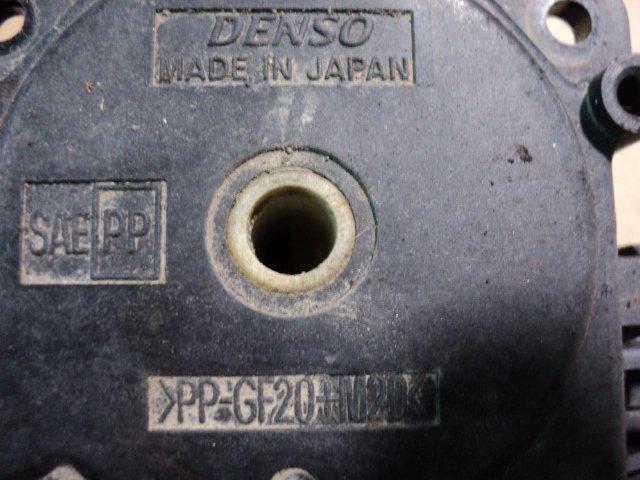 DENSO
MADE IN JAPAN
SAE PP
>PP-GF20+M20<